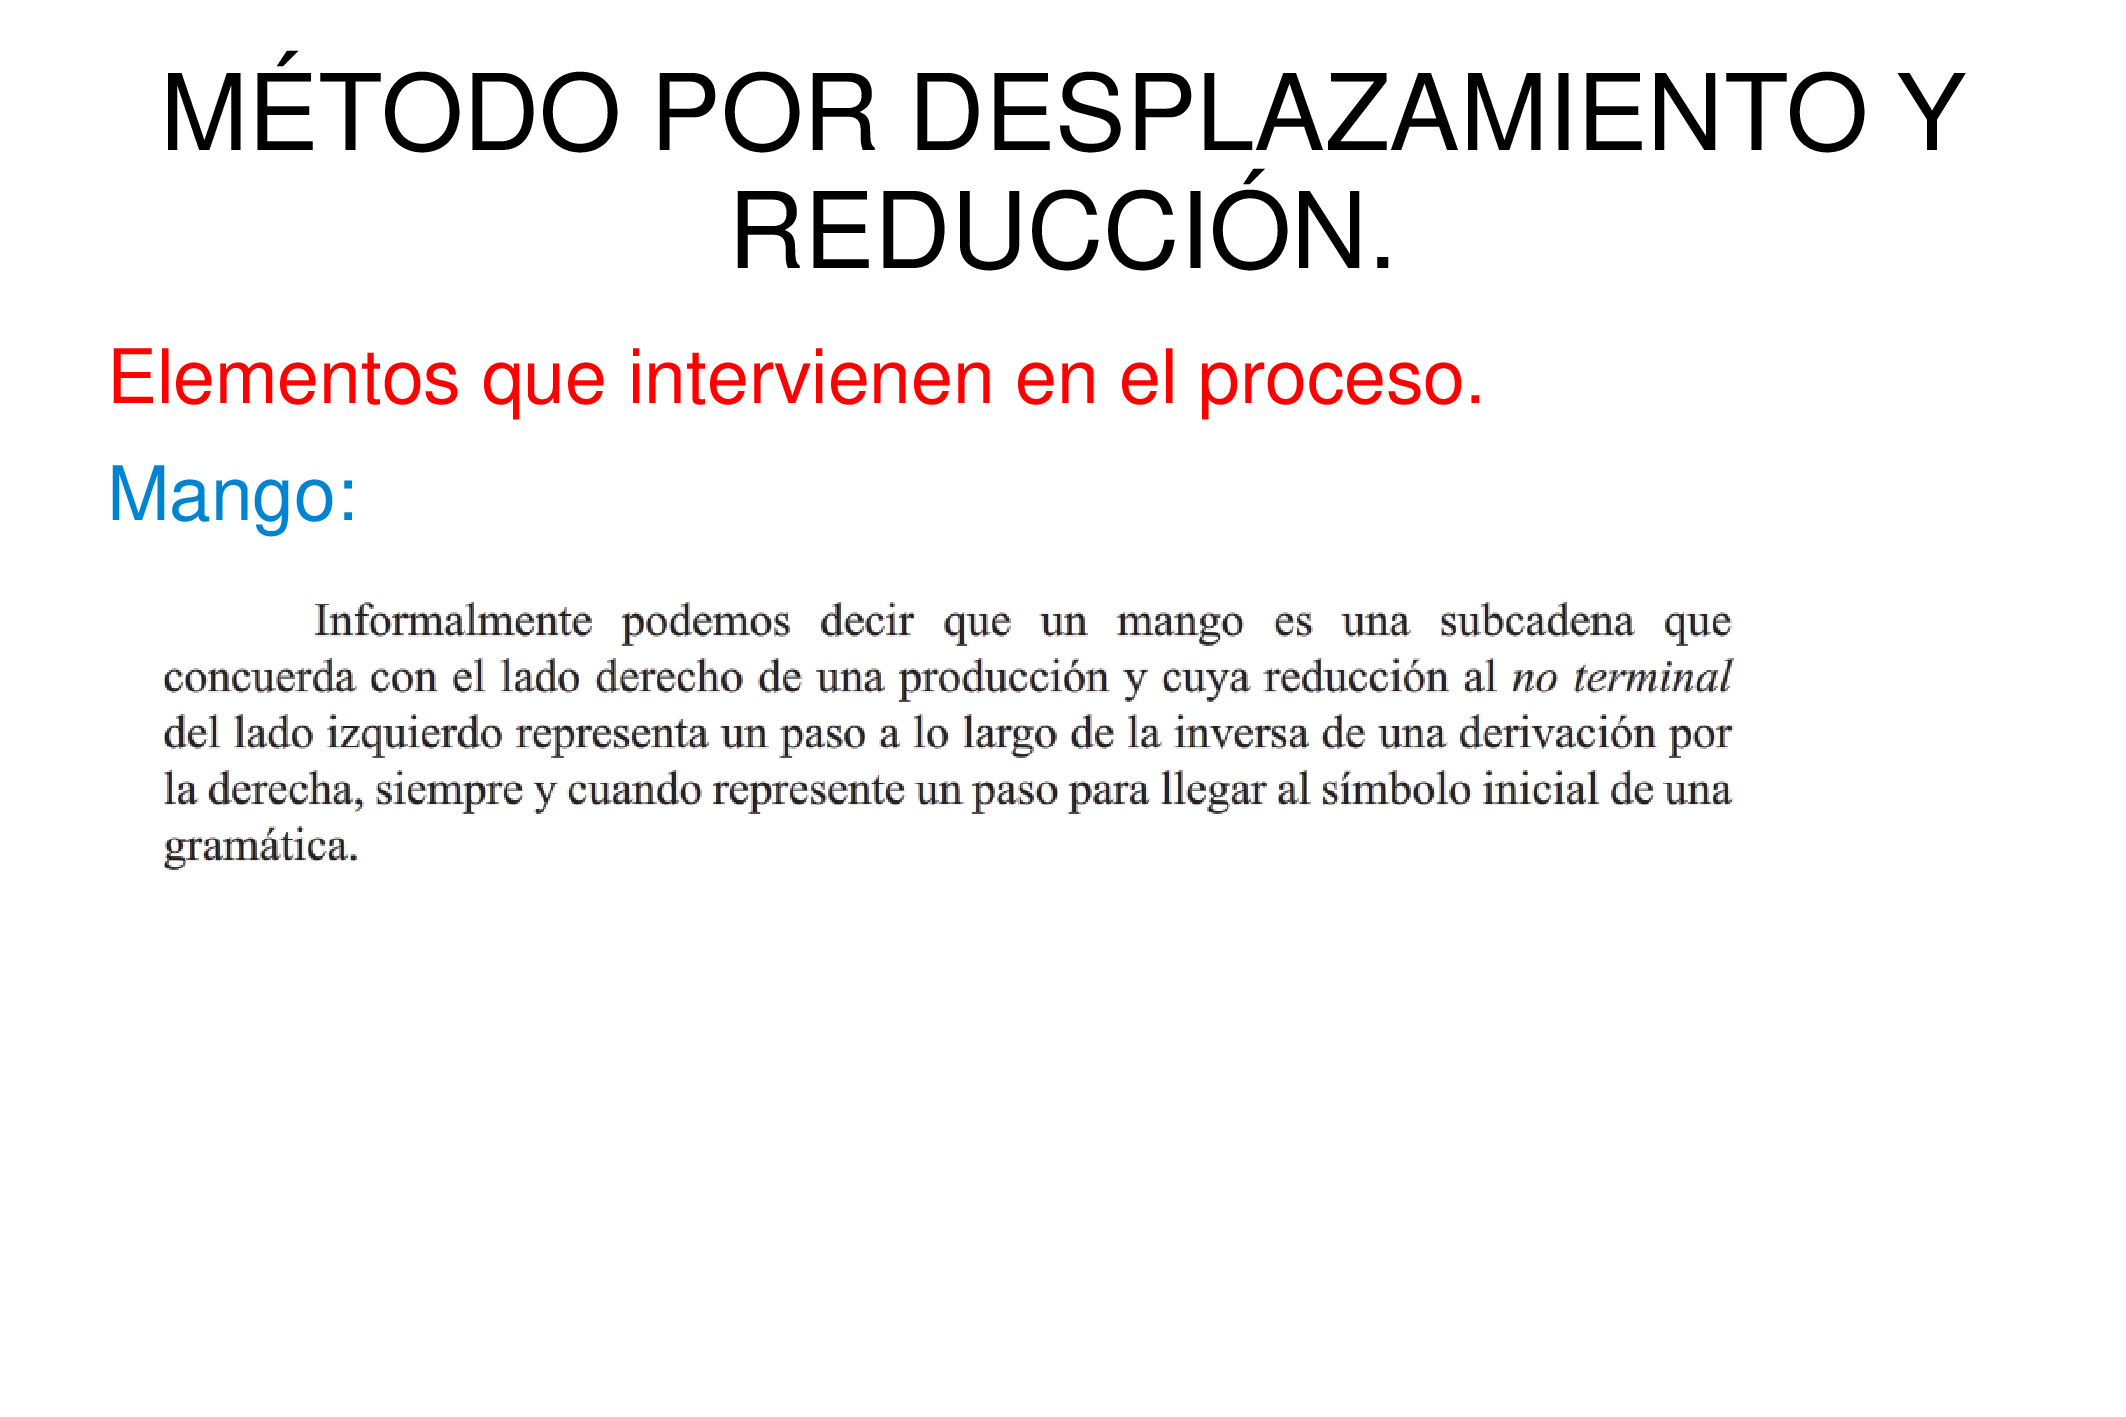 MÉTODO POR DESPLAZAMIENTO Y
REDUCCIÓN.
Elementos que intervienen en el proceso.
Mango:
Informalmente podemos decir que un mango es una subcadena que
concuerda con el lado derecho de una producción y cuya reducción al no terminal
del lado izquierdo representa un paso a lo largo de la inversa de una derivación por
la derecha, siempre y cuando represente un paso para llegar al símbolo inicial de una
gramática.